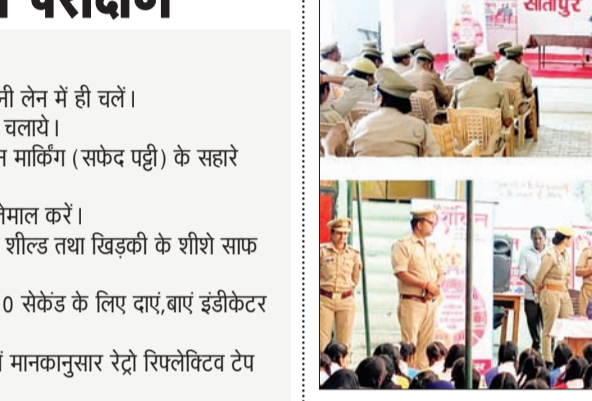 परीक्षण
लेन में ही चलें।
चलाये।
मार्किंग (सफेद पट्टी) के सहारे
करें।
शील्ड तथा खिड़की के शीशे साफ
0 सेकेंड के लिए दाएं,बाएं इंडीकेटर
मानकानुसार रेट्रो रिफ्लेक्टिव टेप
सीतापुर